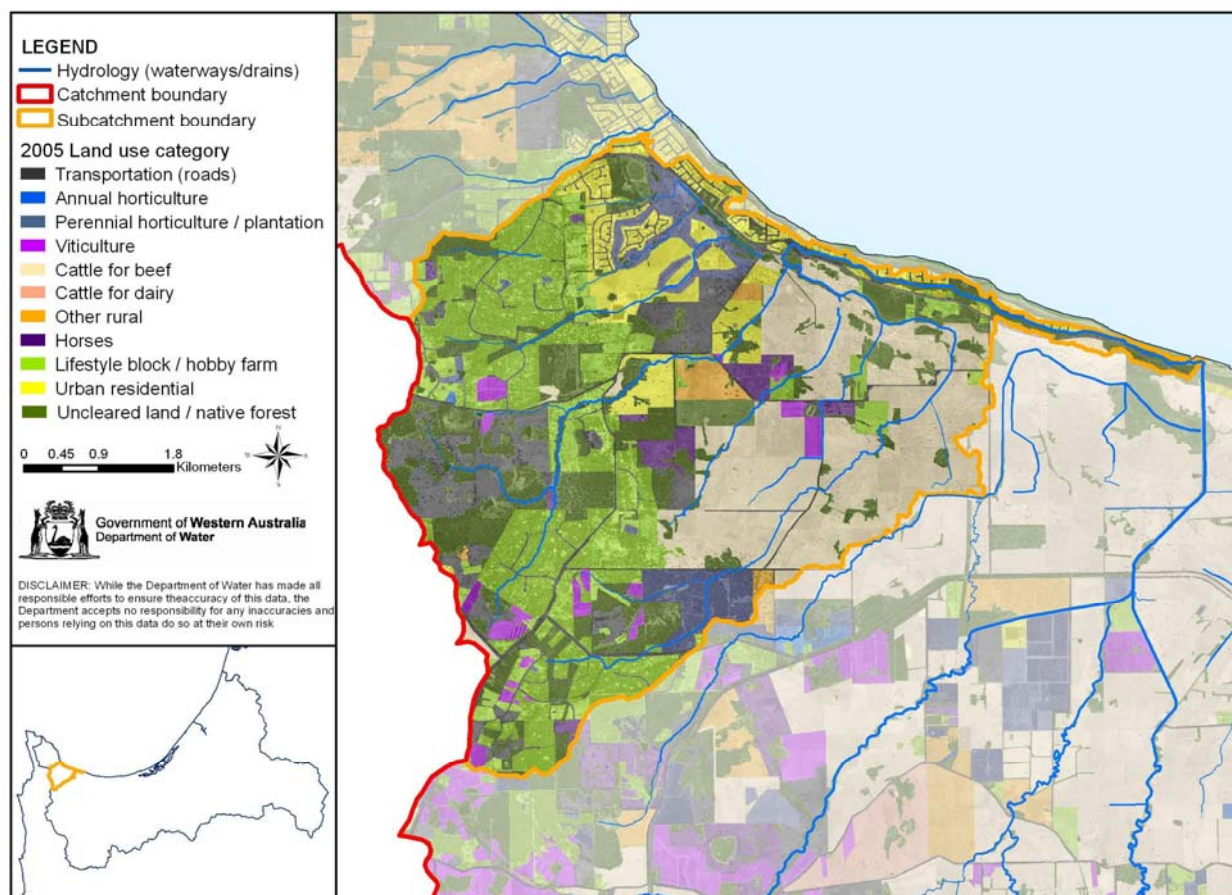 LEGEND
Hydrology (waterways/drains)
Catchment boundary
Subcatchment boundary
2005 Land use category
Transportation (roads)
Annual horticulture
Perennial horticulture / plantation
Viticulture
Cattle for beef
Cattle for dairy
Other rural
Horses
Lifestyle block / hobby farm
Urban residential
Uncleared land / native forest
0 0.45 0.9 1.8
Kilometers
N
W E
S
Government of Western Australia
Department of Water
DISCLAIMER: While the Department of Water has made all
responsible efforts to ensure theaccuracy of this data, the
Department accepts no responsibility for any inaccuracies and
persons relying on this data do so at their own risk